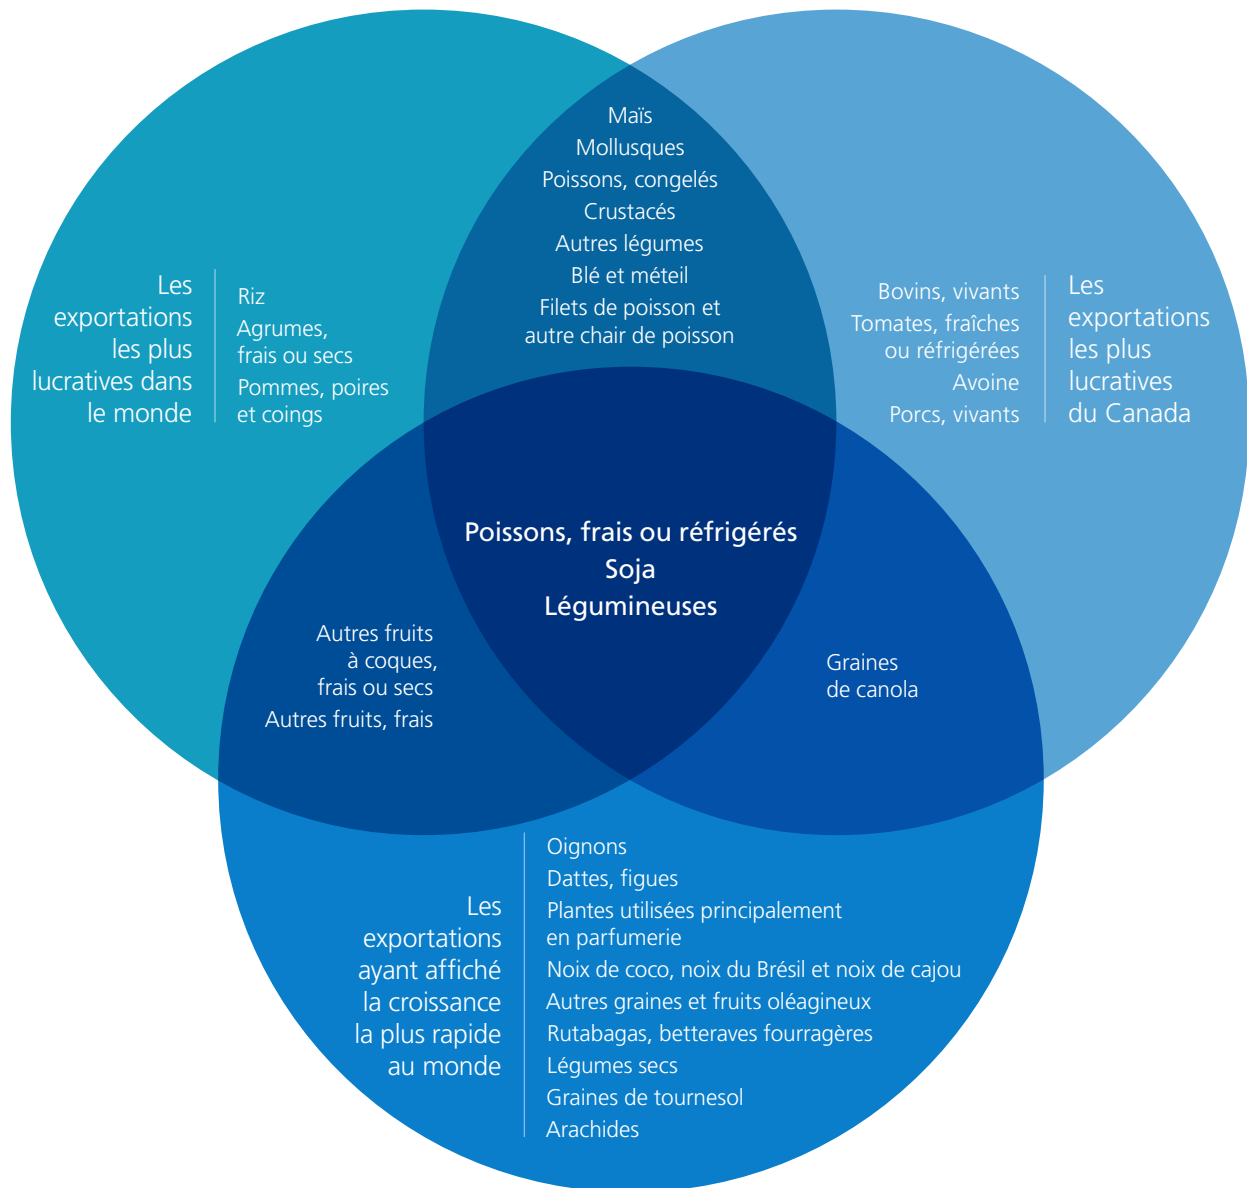 Maïs
Mollusques
Poissons, congelés
Crustacés
Autres légumes
Blé et méteil
Filets de poisson et
autre chair de poisson
Les
exportations
les plus
lucratives dans
le monde
Riz
Agrumes,
frais ou secs
Pommes, poires
et coings
Bovins, vivants
Tomates, fraîches
ou réfrigérées
Avoine
Porcs, vivants
Les
exportations
les plus
lucratives
du Canada
Poissons, frais ou réfrigérés
Soja
Légumineuses
Autres fruits
à coques,
frais ou secs
Autres fruits, frais
Graines
de canola
Les
exportations
ayant affiché
la croissance
la plus rapide
au monde
Oignons
Dattes, figues
Plantes utilisées principalement
en parfumerie
Noix de coco, noix du Brésil et noix de cajou
Autres graines et fruits oléagineux
Rutabagas, betteraves fourragères
Légumes secs
Graines de tournesol
Arachides